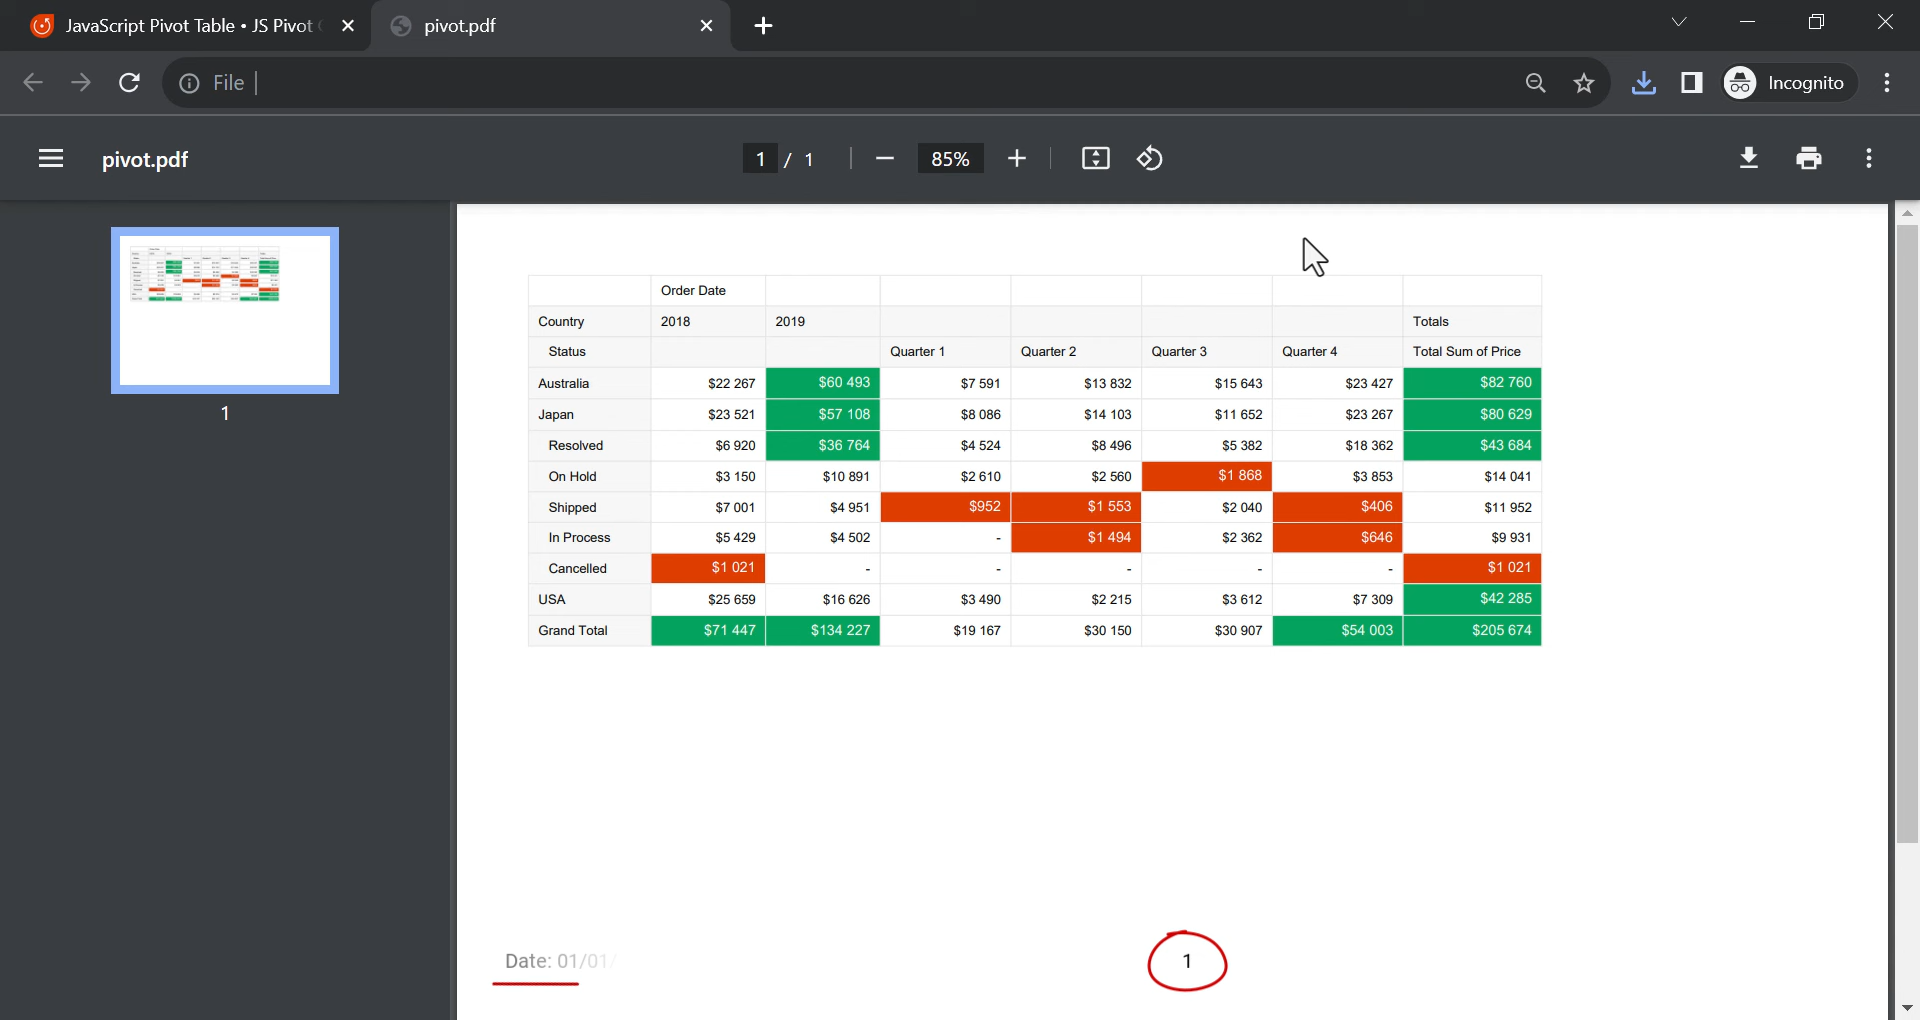 JavaScript Pivot Table • JS Pivot
pivot.pdf
File
Incognito
pivot.pdf
1 / 1
85%
1
Order Date
Country 2018 2019 Totals
Status Quarter 1 Quarter 2 Quarter 3 Quarter 4 Total Sum of Price
Australia $22 267 $60 493 $7 591 $13 832 $15 643 $23 427 $82 760
Japan $23 521 $57 108 $8 086 $14 103 $11 652 $23 267 $80 629
Resolved $6 920 $36 764 $4 524 $8 496 $5 382 $18 362 $43 684
On Hold $3 150 $10 891 $2 610 $2 560 $1 868 $3 853 $14 041
Shipped $7 001 $4 951 $952 $1 553 $2 040 $406 $11 952
In Process $5 429 $4 502 - $1 494 $2 362 $646 $9 931
Cancelled $1 021 - - - - - $1 021
USA $25 659 $16 626 $3 490 $2 215 $3 612 $7 309 $42 285
Grand Total $71 447 $134 227 $19 167 $30 150 $30 907 $54 003 $205 674
Date: 01/01/
1